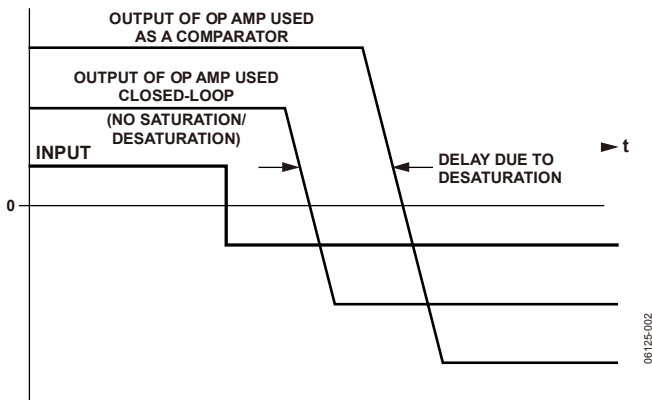 OUTPUT OF OP AMP USED
AS A COMPARATOR
OUTPUT OF OP AMP USED
CLOSED-LOOP
(NO SATURATION/
DESATURATION)
INPUT
t
DELAY DUE TO
DESATURATION
0
06125-002